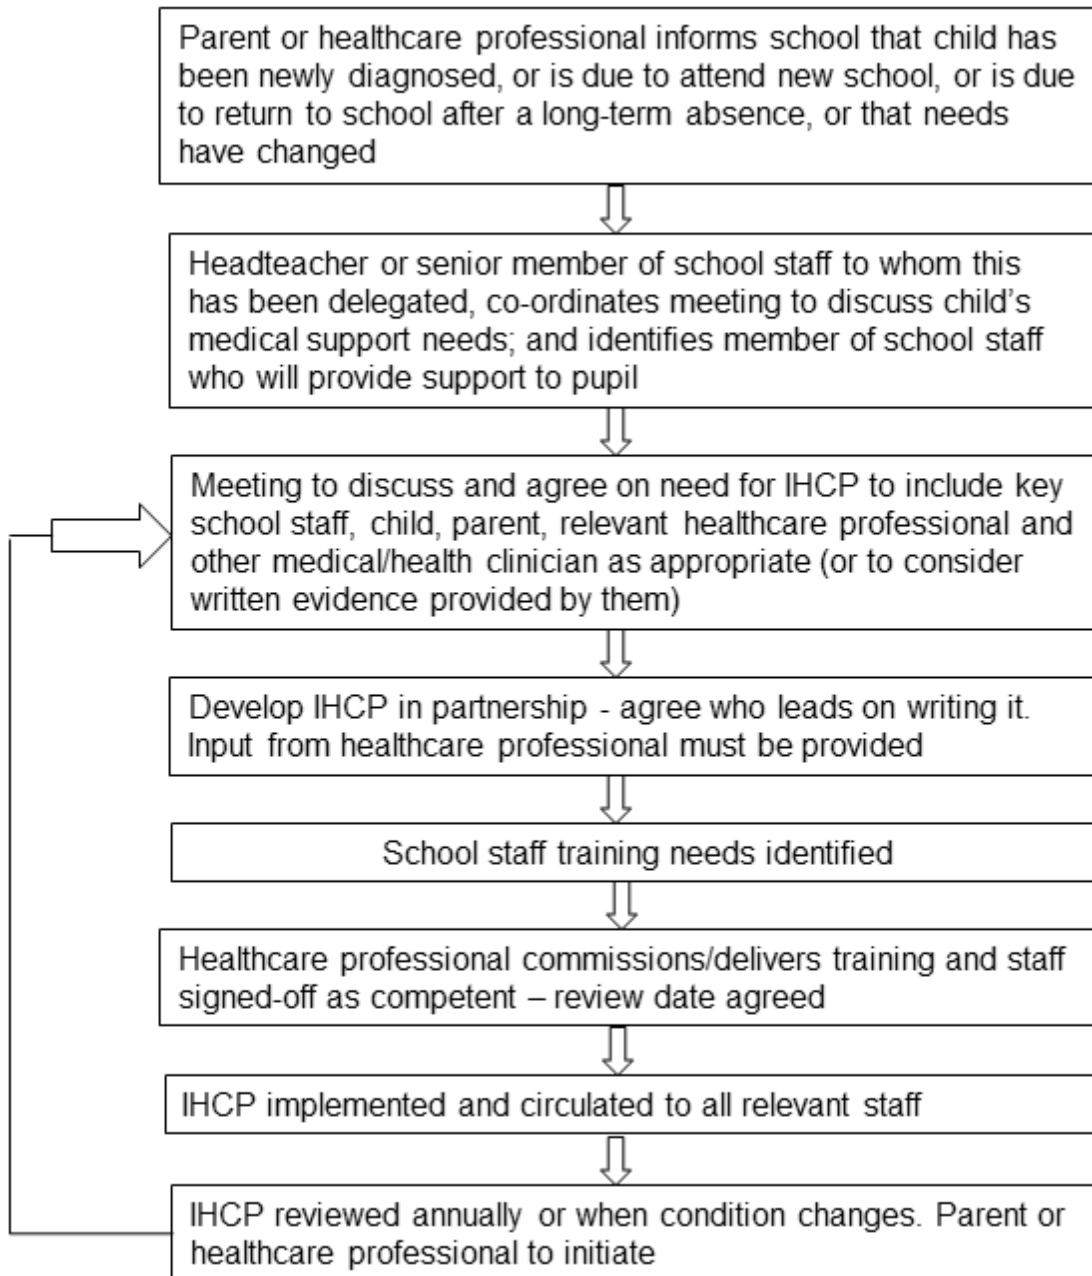 Parent or healthcare professional informs school that child has
been newly diagnosed, or is due to attend new school, or is due
to return to school after a long-term absence, or that needs
have changed
Headteacher or senior member of school staff to whom this
has been delegated, co-ordinates meeting to discuss child's
medical support needs; and identifies member of school staff
who will provide support to pupil
Meeting to discuss and agree on need for IHCP to include key
school staff, child, parent, relevant healthcare professional and
other medical/health clinician as appropriate (or to consider
written evidence provided by them)
Develop IHCP in partnership - agree who leads on writing it.
Input from healthcare professional must be provided
School staff training needs identified
Healthcare professional commissions/delivers training and staff
signed-off as competent – review date agreed
IHCP implemented and circulated to all relevant staff
IHCP reviewed annually or when condition changes. Parent or
healthcare professional to initiate